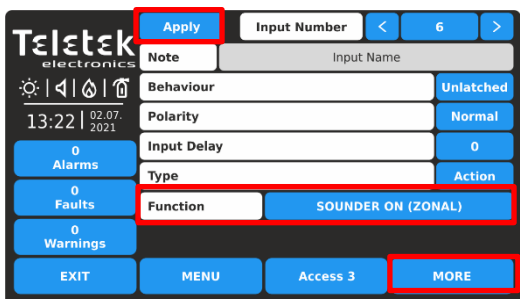 Teletek
electronics
13:22 02.07.
2021
0
Alarms
0
Faults
0
Warnings
EXIT
Apply
Input Number < 6 >
Note Input Name
Behaviour Unlatched
Polarity Normal
Input Delay 0
Type Action
Function SOUNDER ON (ZONAL)
MENU Access 3 MORE